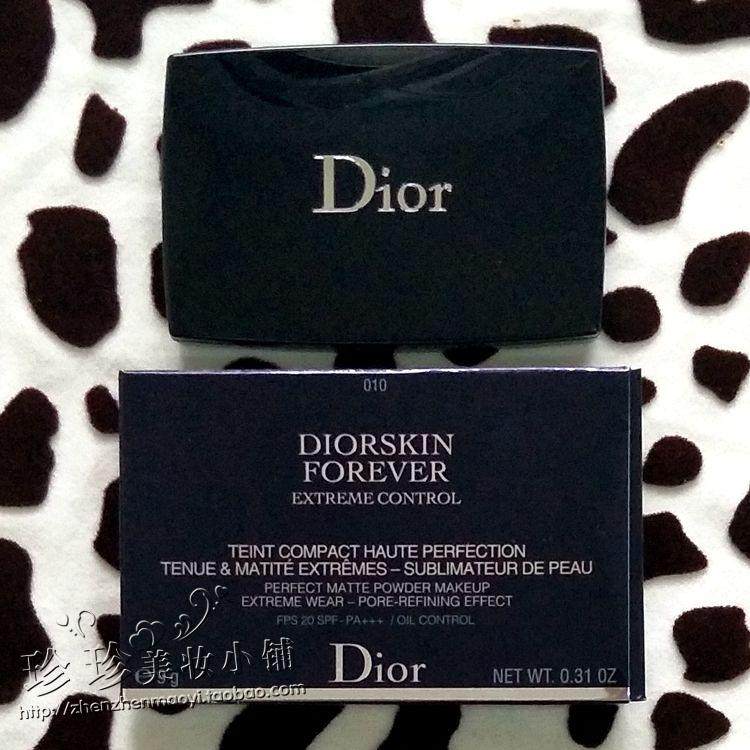 Dior
010
DIORSKIN
FOREVER
EXTREME CONTROL
TEINT COMPACT HAUTE PERFECTION
TENUE & MATITÉ EXTRÊMES – SUBLIMATEUR DE PEAU
PERFECT MATTE POWDER MAKEUP
EXTREME WEAR – PORE-REFINING EFFECT
FPS 20 SPF - PA+++ / OIL CONTROL
珍珍美妆小铺
Dior
NET WT. 0.31 OZ
http://zhenzhenmaoyi.taobao.com